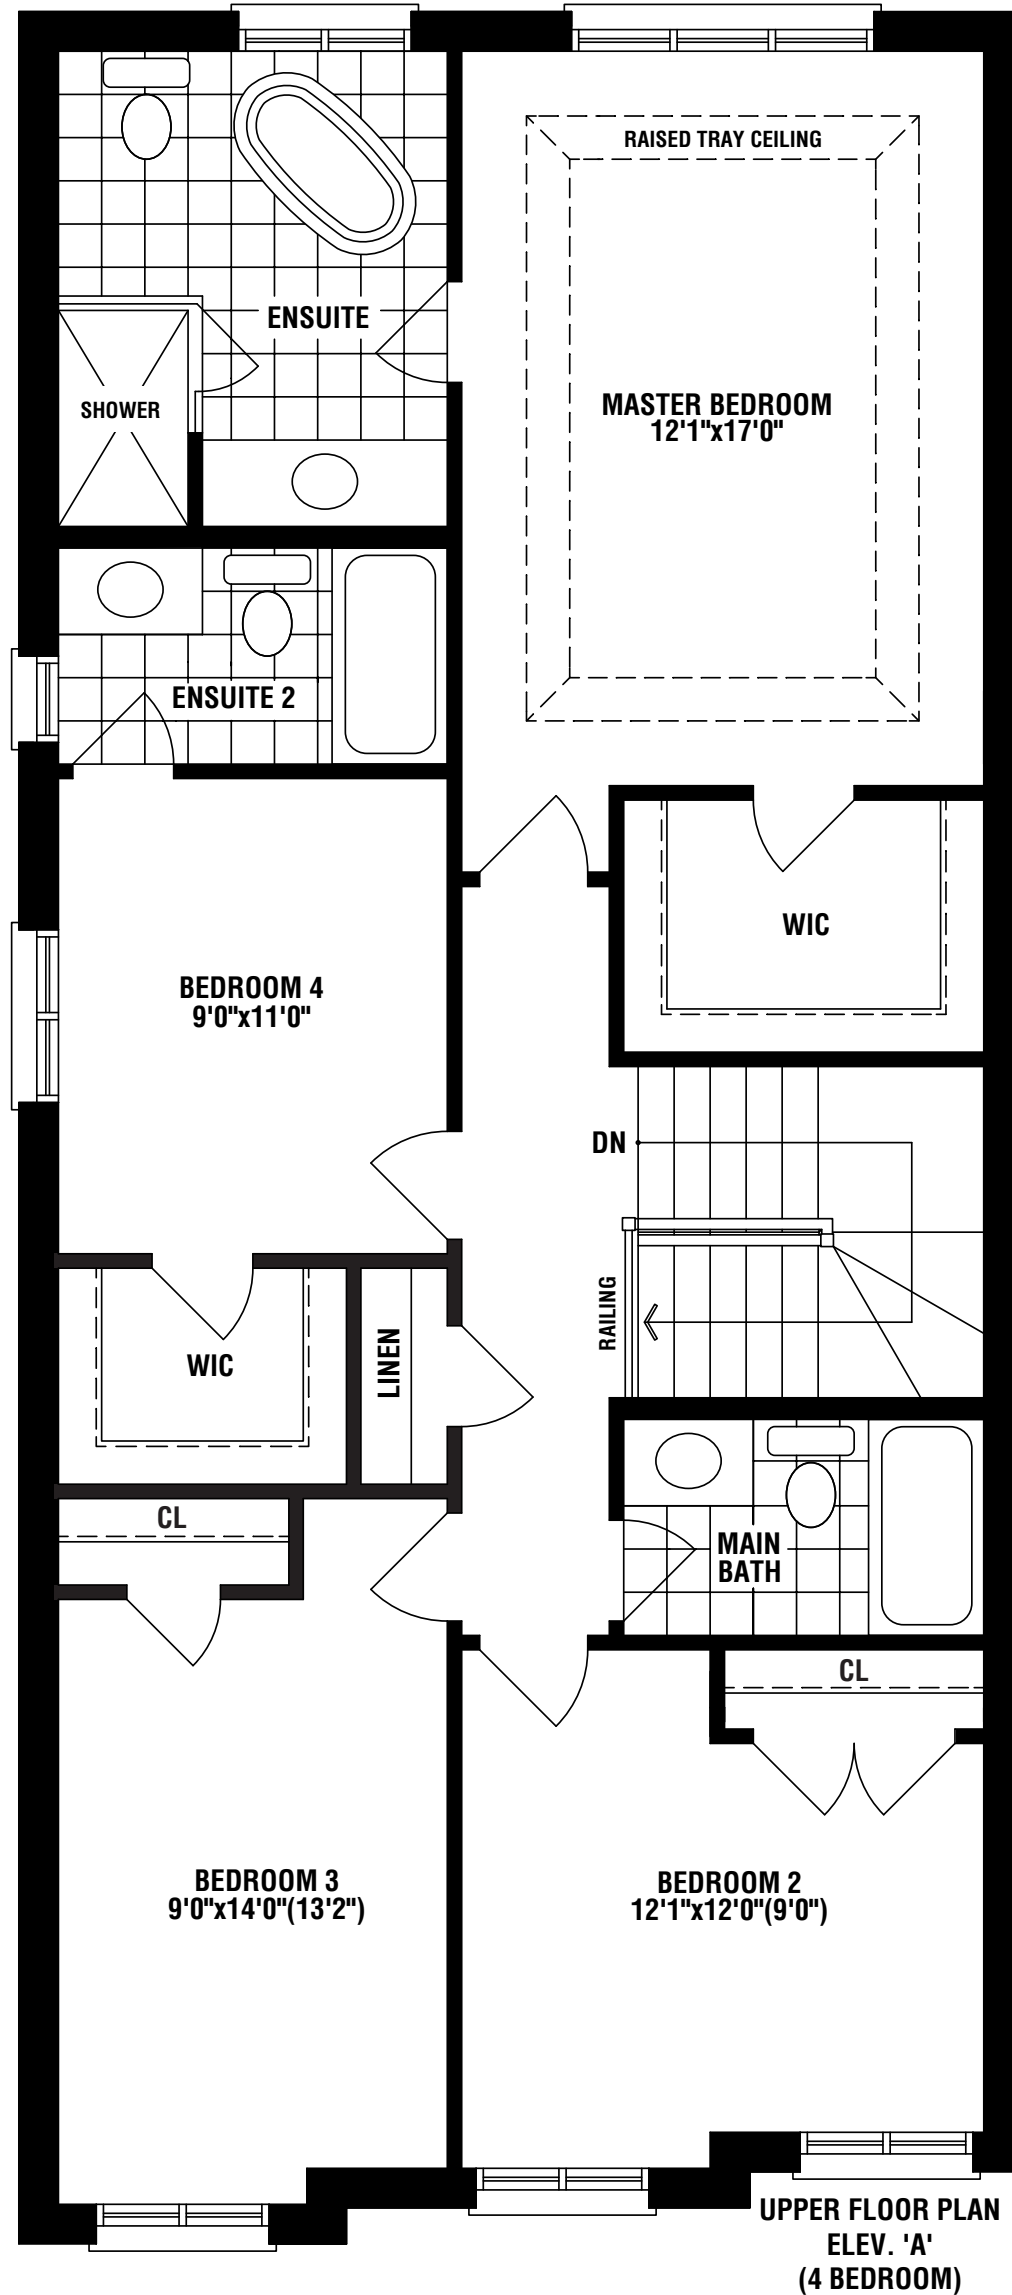 RAISED TRAY CEILING
ENSUITE
SHOWER
MASTER BEDROOM
12'1"x17'0"
ENSUITE 2
WIC
BEDROOM 4
9'0"x11'0"
DN
RAILING
WIC
LINEN
CL
MAIN
BATH
CL
BEDROOM 3
9'0"x14'0"(13'2")
BEDROOM 2
12'1"x12'0"(9'0")
UPPER FLOOR PLAN
ELEV. 'A'
(4 BEDROOM)